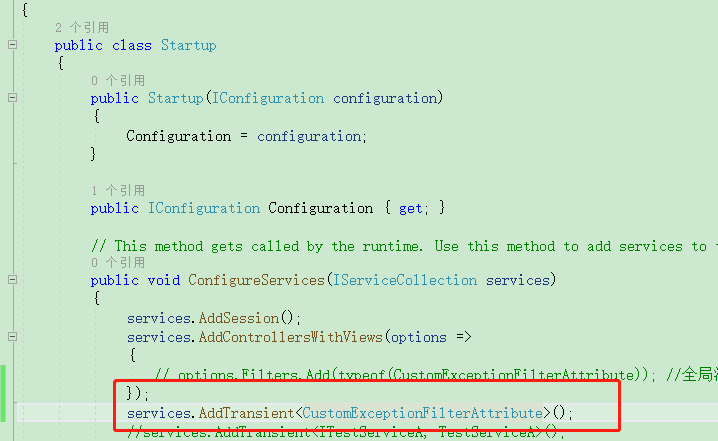 {
2 个引用
public class Startup
{
0 个引用
public Startup(IConfiguration configuration)
{
Configuration = configuration;
}
1 个引用
public IConfiguration Configuration { get; }
// This method gets called by the runtime. Use this method to add services to
0 个引用
public void ConfigureServices(IServiceCollection services)
{
services.AddSession();
services.AddControllersWithViews(options =>
{
// options.Filters.Add(typeof(CustomExceptionFilterAttribute)); //全局
});
services.AddTransient<CustomExceptionFilterAttribute>();
//services.AddTransient<ITestServiceA, TestServiceA>();